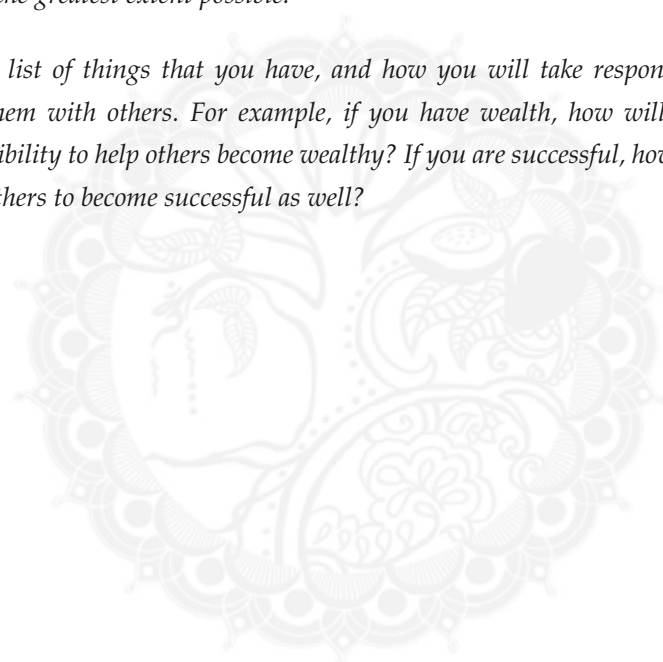 the greatest extent possible.
list of things that you have, and how you will take respon
hem with others. For example, if you have wealth, how will
ibility to help others become wealthy? If you are successful, how
thers to become successful as well?